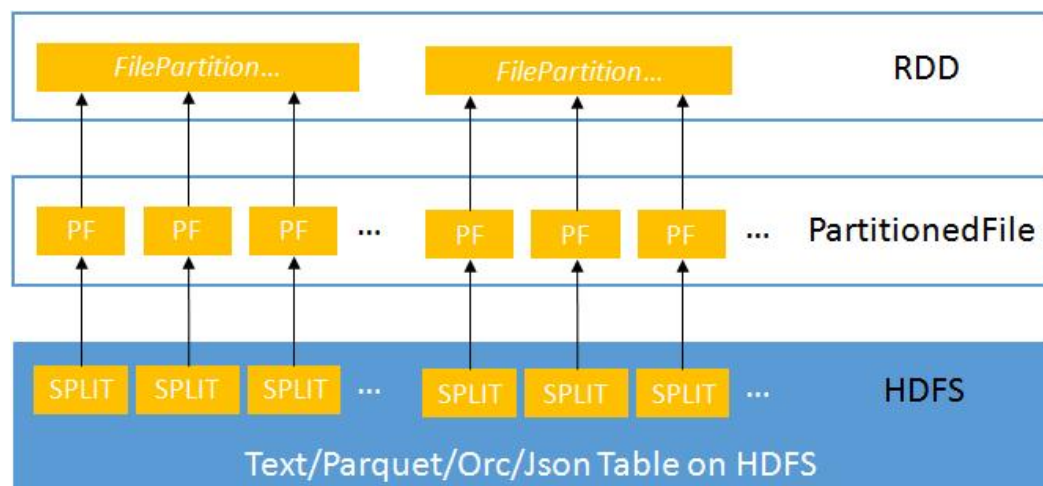 FilePartition... FilePartition... RDD
PF PF PF ... PF PF PF ... PartitionedFile
SPLIT SPLIT SPLIT ... SPLIT SPLIT SPLIT ... HDFS
Text/Parquet/Orc/Json Table on HDFS